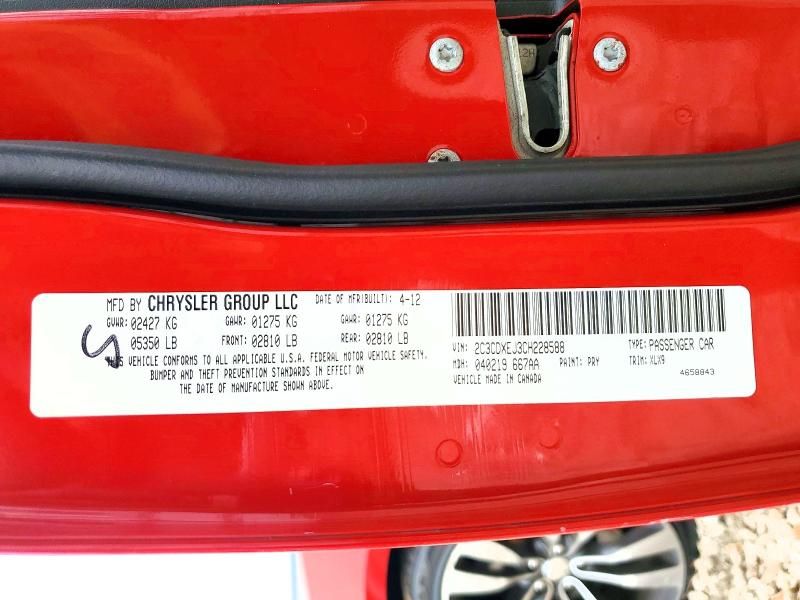 MFD BY CHRYSLER GROUP LLC DATE OF MFR(BUILT): 4-12
GVWR: 02427 KG GAWR: 01275 KG GAWR: 01275 KG
05350 LB FRONT: 02810 LB REAR: 02810 LB
THIS VEHICLE CONFORMS TO ALL APPLICABLE U.S.A. FEDERAL MOTOR VEHICLE SAFETY,
BUMPER AND THEFT PREVENTION STANDARDS IN EFFECT ON
THE DATE OF MANUFACTURE SHOWN ABOVE.
VIN: 2C3CDXEJ3CH228588 TYPE: PASSENGER CAR
MDH: 040219 667AA PAINT: PRY TRIM: XLX9
VEHICLE MADE IN CANADA 4658843